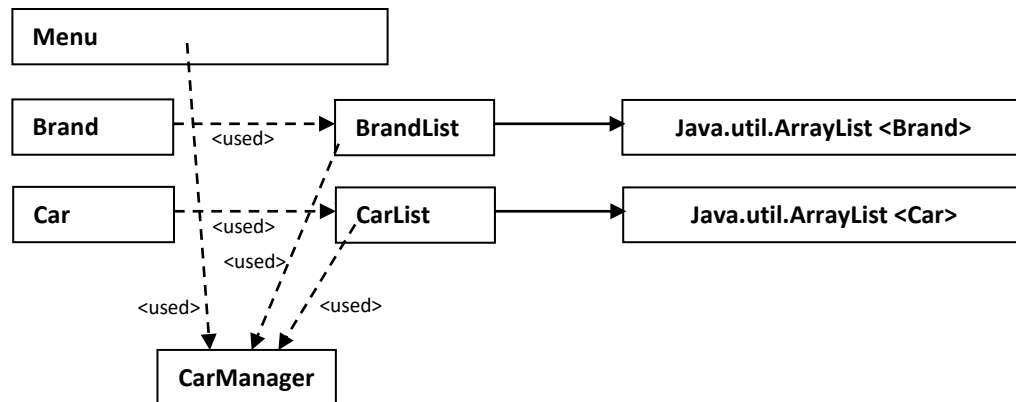 Menu
Brand
<used>
BrandList
Java.util.ArrayList <Brand>
Car
<used>
CarList
Java.util.ArrayList <Car>
<used>
<used>
<used>
CarManager